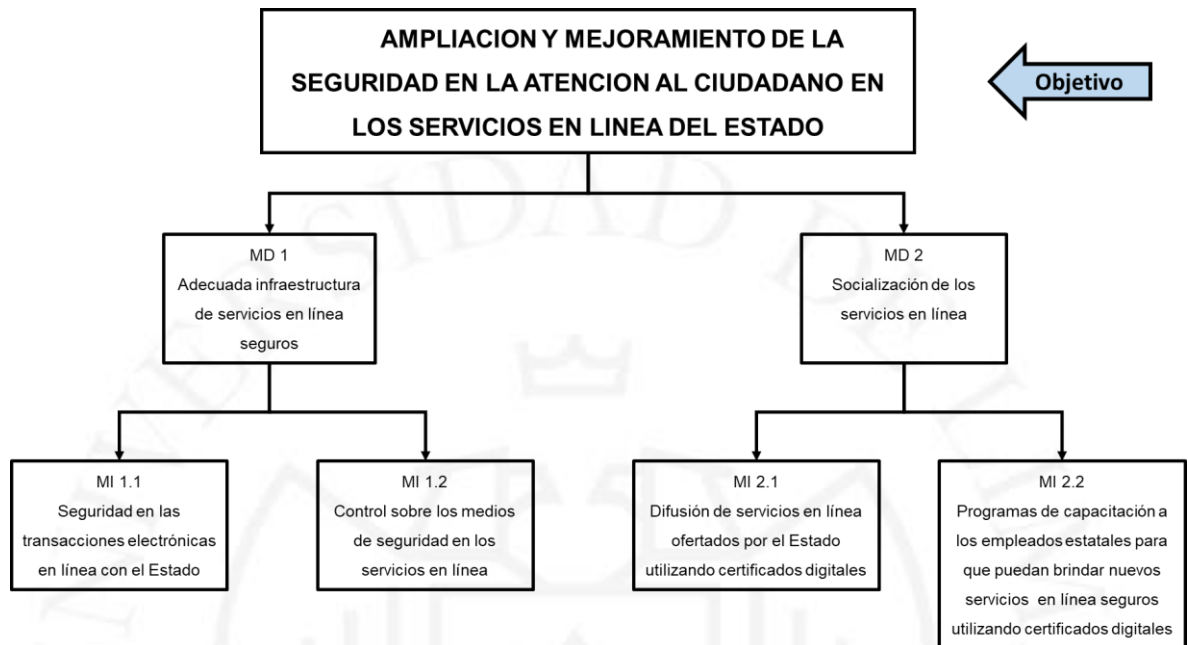 AMPLIACION Y MEJORAMIENTO DE LA
SEGURIDAD EN LA ATENCION AL CIUDADANO EN
LOS SERVICIOS EN LINEA DEL ESTADO
Objetivo
MD 1
Adecuada infraestructura
de servicios en línea
seguros
MD 2
Socialización de los
servicios en línea
MI 1.1
Seguridad en las
transacciones electrónicas
en línea con el Estado
MI 1.2
Control sobre los medios
de seguridad en los
servicios en línea
MI 2.1
Difusión de servicios en línea
ofertados por el Estado
utilizando certificados digitales
MI 2.2
Programas de capacitación a
los empleados estatales para
que puedan brindar nuevos
servicios en línea seguros
utilizando certificados digitales
UNIVERSIDAD DE LIM